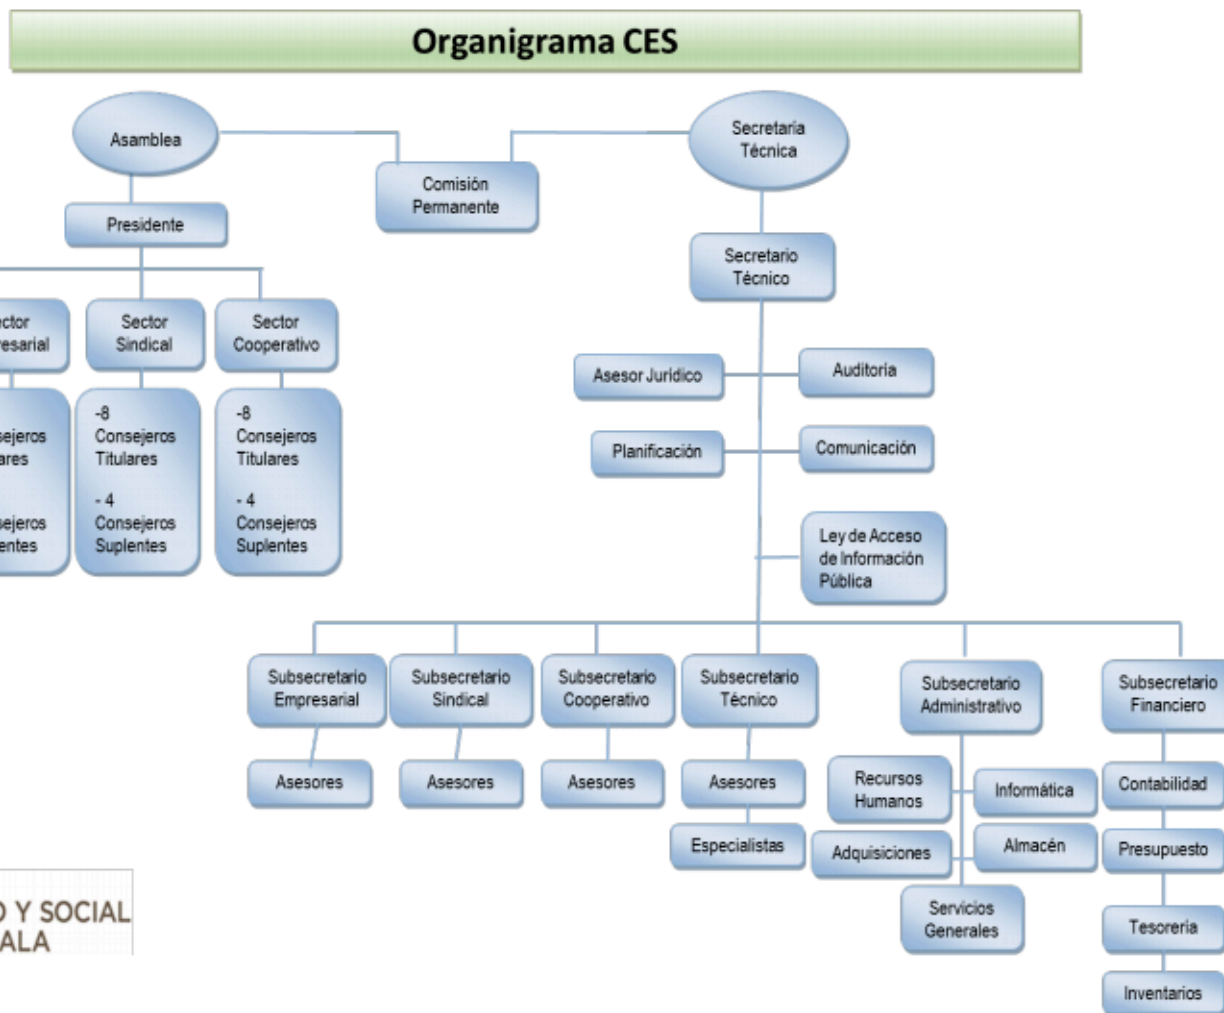 Organigrama CES
Asamblea
Secretaria
Técnica
Comisión
Permanente
Presidente
Secretario
Técnico
Sector
Sindical
Sector
Cooperativo
Asesor Jurídico
Auditoría
Planificación
Comunicación
-8
Consejeros
Titulares
- 4
Consejeros
Suplentes
-8
Consejeros
Titulares
- 4
Consejeros
Suplentes
Ley de Acceso
de Información
Pública
Subsecretario
Empresarial
Subsecretario
Sindical
Subsecretario
Cooperativo
Subsecretario
Técnico
Subsecretario
Administrativo
Subsecretario
Financiero
Asesores
Asesores
Asesores
Asesores
Especialistas
Recursos
Humanos
Informática
Adquisiciones
Almacén
Servicios
Generales
Contabilidad
Presupuesto
Tesorería
Inventarios
Y SOCIAL